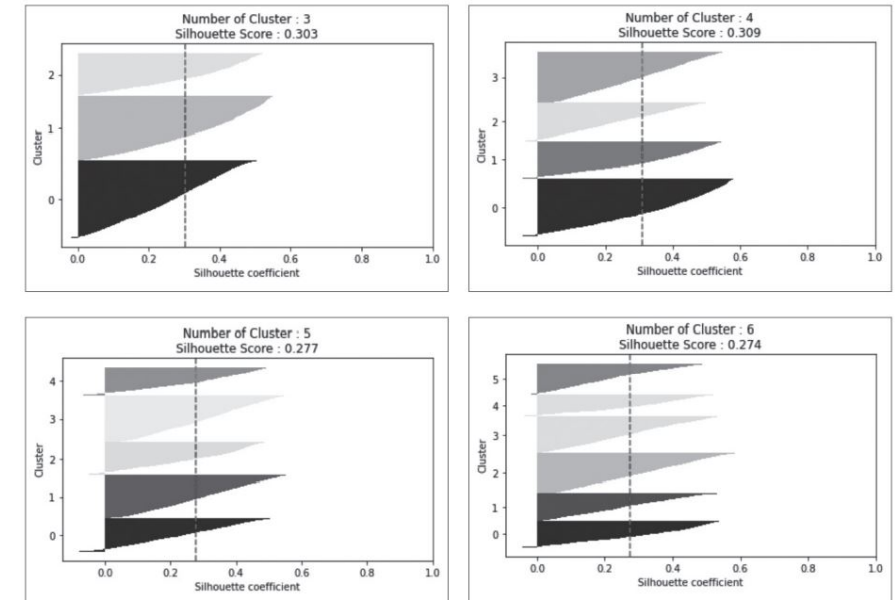 Number of Cluster : 3
Silhouette Score : 0.303
2
1
0
Cluster
0.0 0.2 0.4 0.6 0.8 1.0
Silhouette coefficient
Number of Cluster : 4
Silhouette Score : 0.309
3
2
1
0
Cluster
0.0 0.2 0.4 0.6 0.8 1.0
Silhouette coefficient
Number of Cluster : 5
Silhouette Score : 0.277
4
3
2
1
0
Cluster
0.0 0.2 0.4 0.6 0.8 1.0
Silhouette coefficient
Number of Cluster : 6
Silhouette Score : 0.274
5
4
3
2
1
0
Cluster
0.0 0.2 0.4 0.6 0.8 1.0
Silhouette coefficient